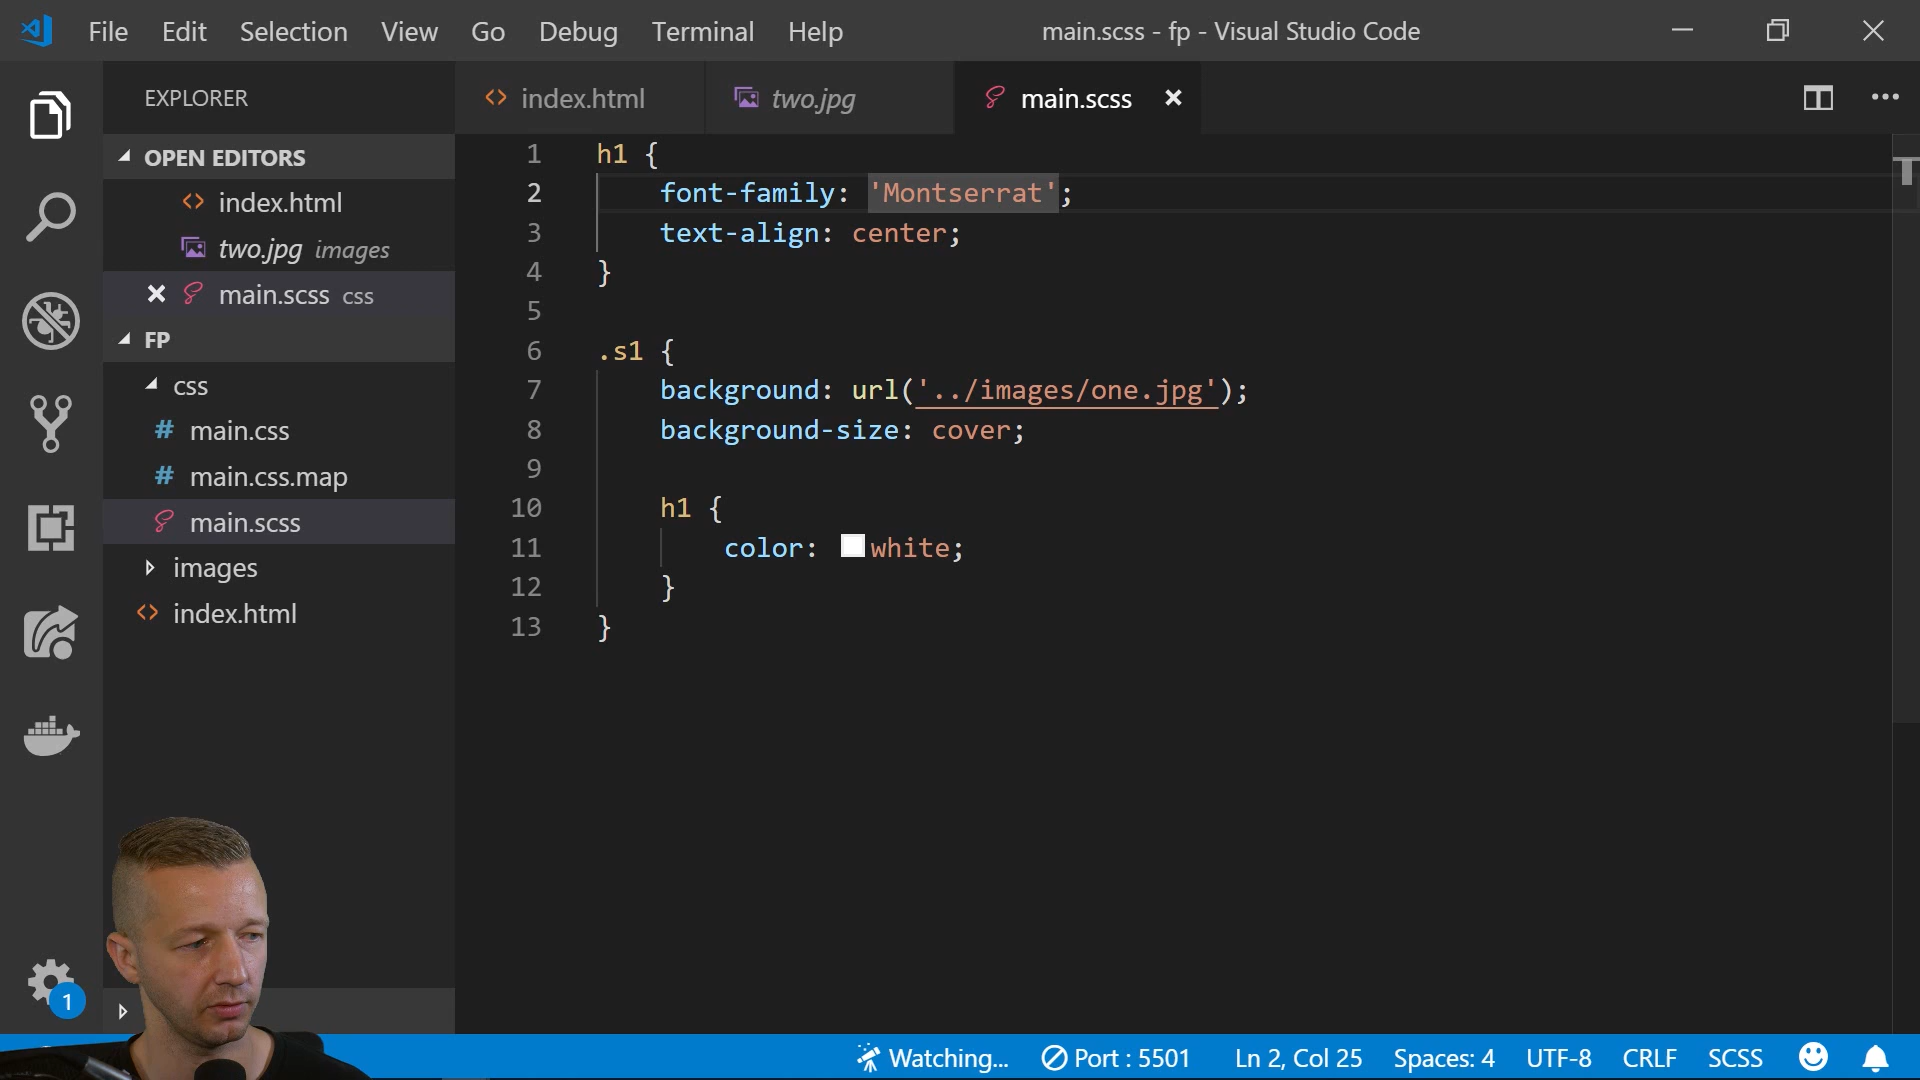 File Edit Selection View Go Debug Terminal Help main.scss - fp - Visual Studio Code
EXPLORER
index.html two.jpg main.scss
OPEN EDITORS
index.html
two.jpg images
main.scss css
FP
css
# main.css
# main.css.map
main.scss
images
index.html
1 h1 {
2 font-family: 'Montserrat';
3 text-align: center;
4 }
5
6 .s1 {
7 background: url('../images/one.jpg');
8 background-size: cover;
9
10 h1 {
11 color: white;
12 }
13 }
1
Watching... Port : 5501 Ln 2, Col 25 Spaces: 4 UTF-8 CRLF SCSS